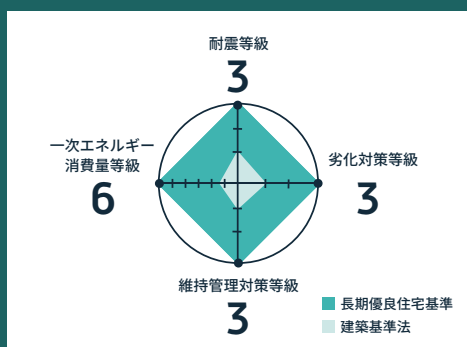 耐震等級
3
一次エネルギー
消費量等級
6
劣化対策等級
3
維持管理対策等級
3
長期優良住宅基準
建築基準法